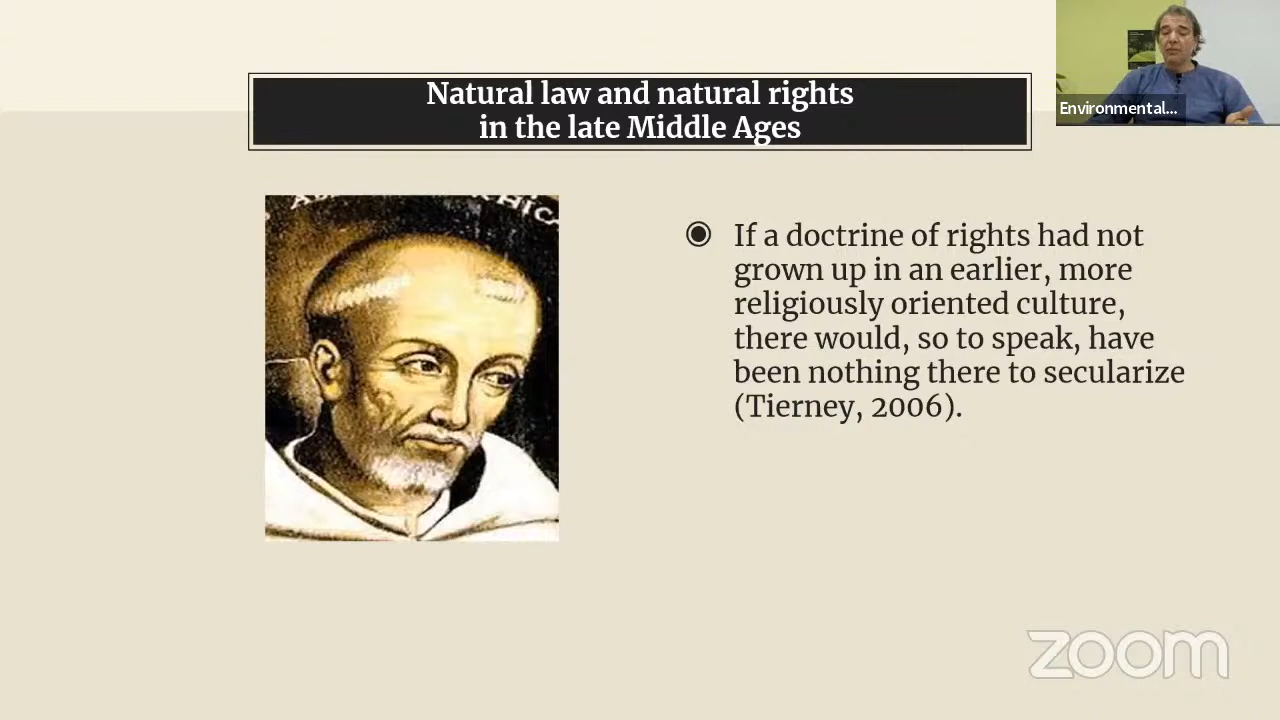 Natural law and natural rights
in the late Middle Ages
Environmental...
If a doctrine of rights had not
grown up in an earlier, more
religiously oriented culture,
there would, so to speak, have
been nothing there to secularize
(Tierney, 2006).
zoom